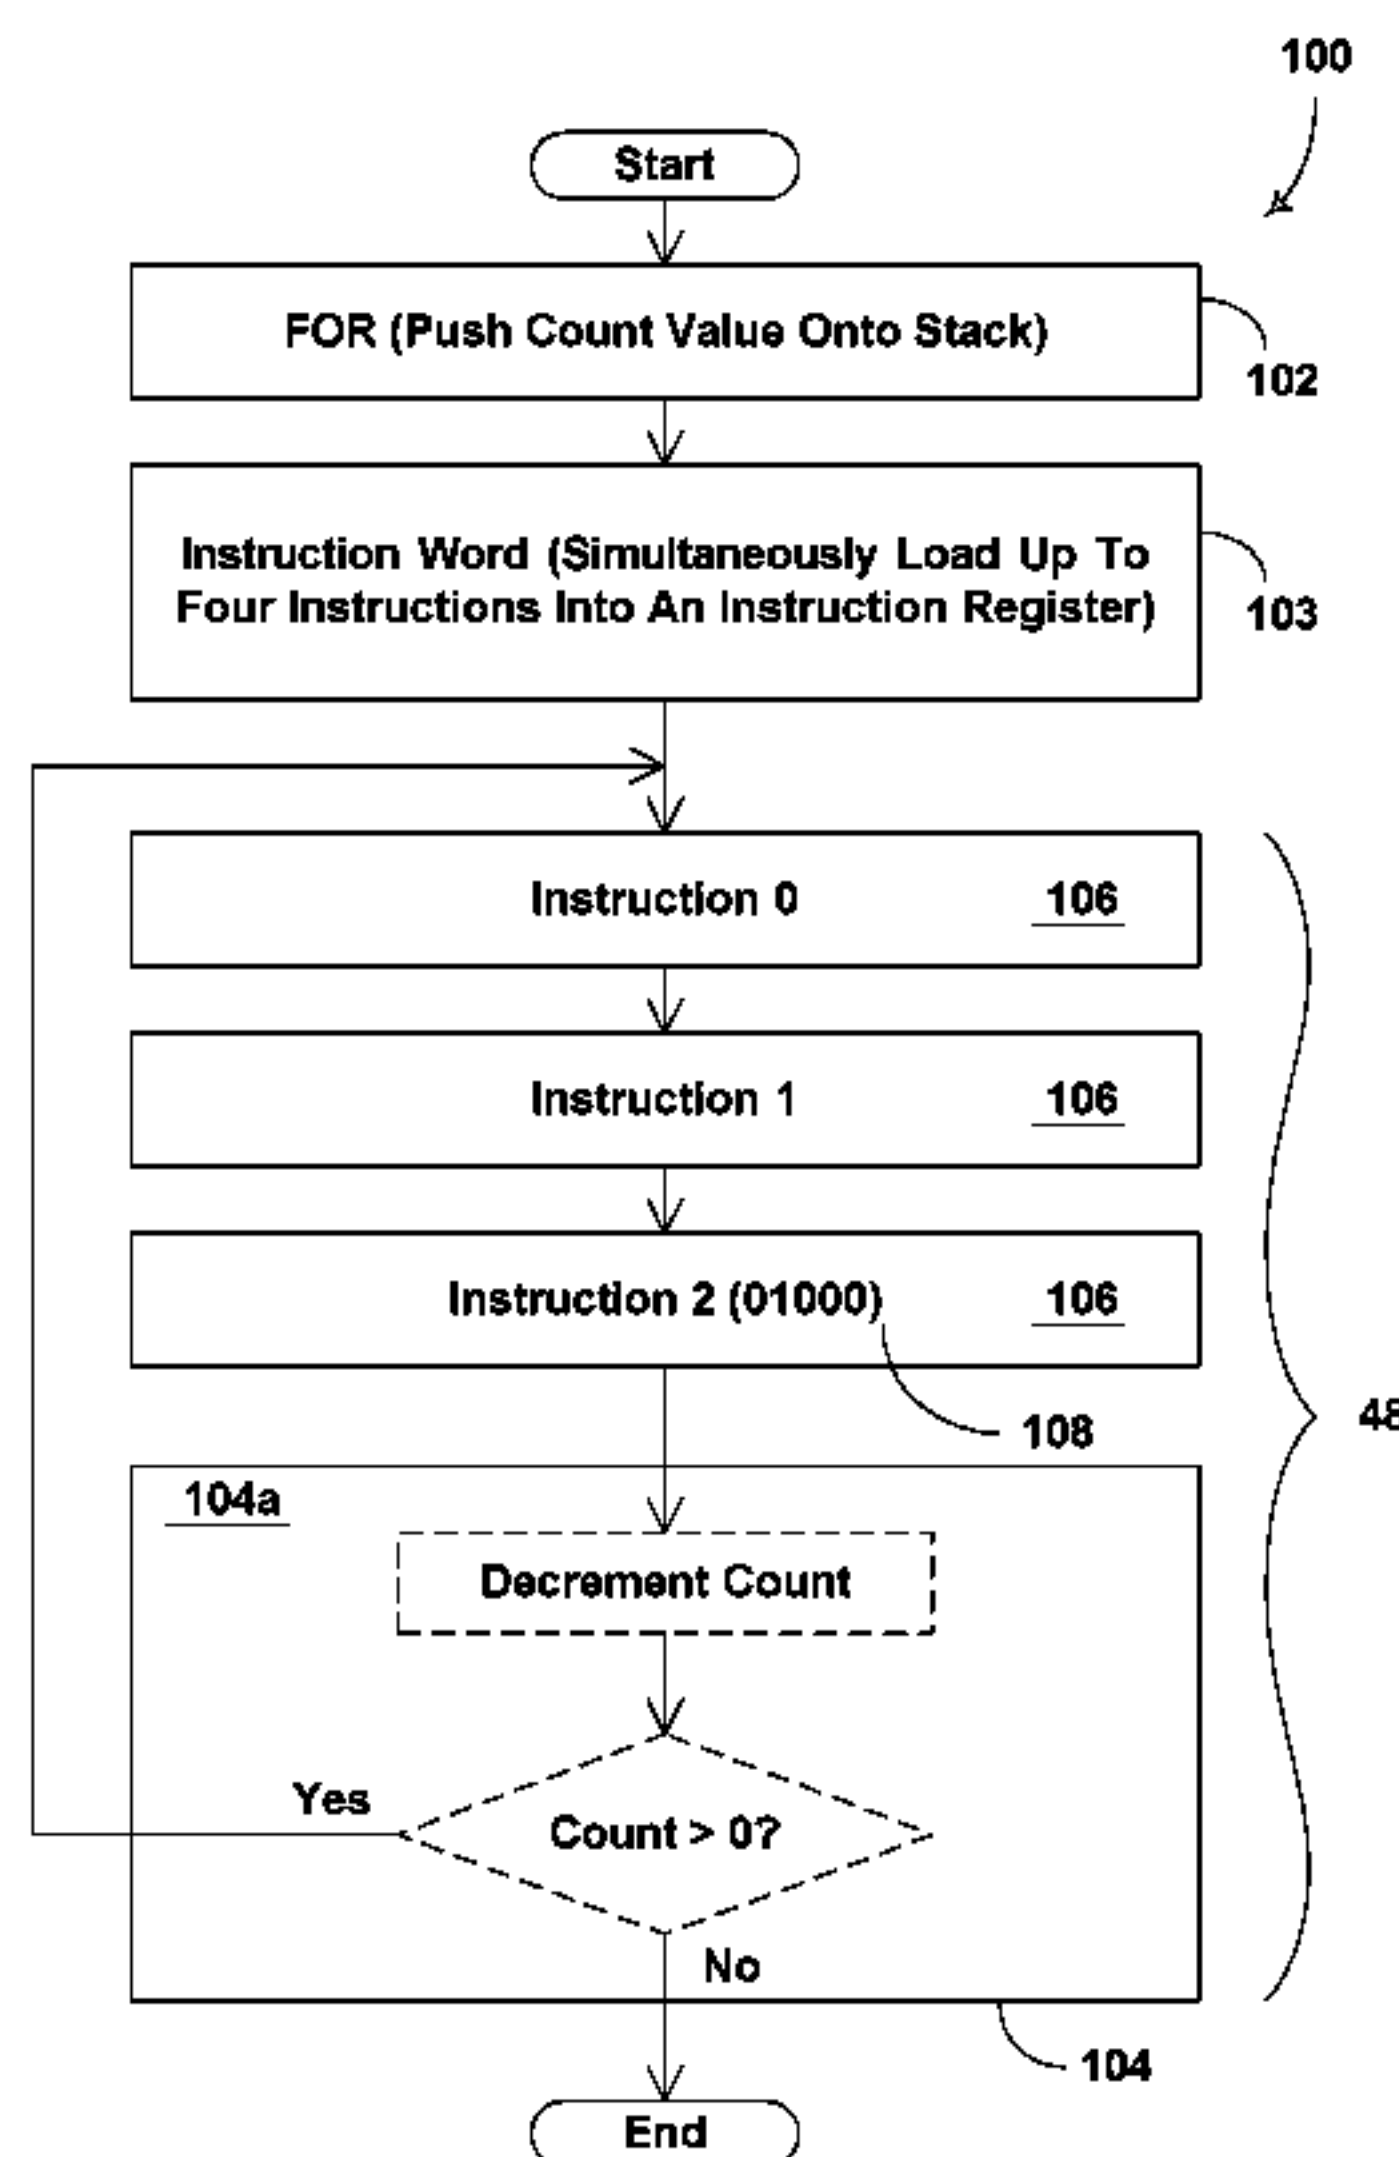 100
Start
FOR (Push Count Value Onto Stack)
102
Instruction Word (Simultaneously Load Up To
Four Instructions Into An Instruction Register)
103
Instruction 0 106
Instruction 1 106
Instruction 2 (01000) 106
108
48
104a
Decrement Count
Yes
Count > 0?
No
104
End